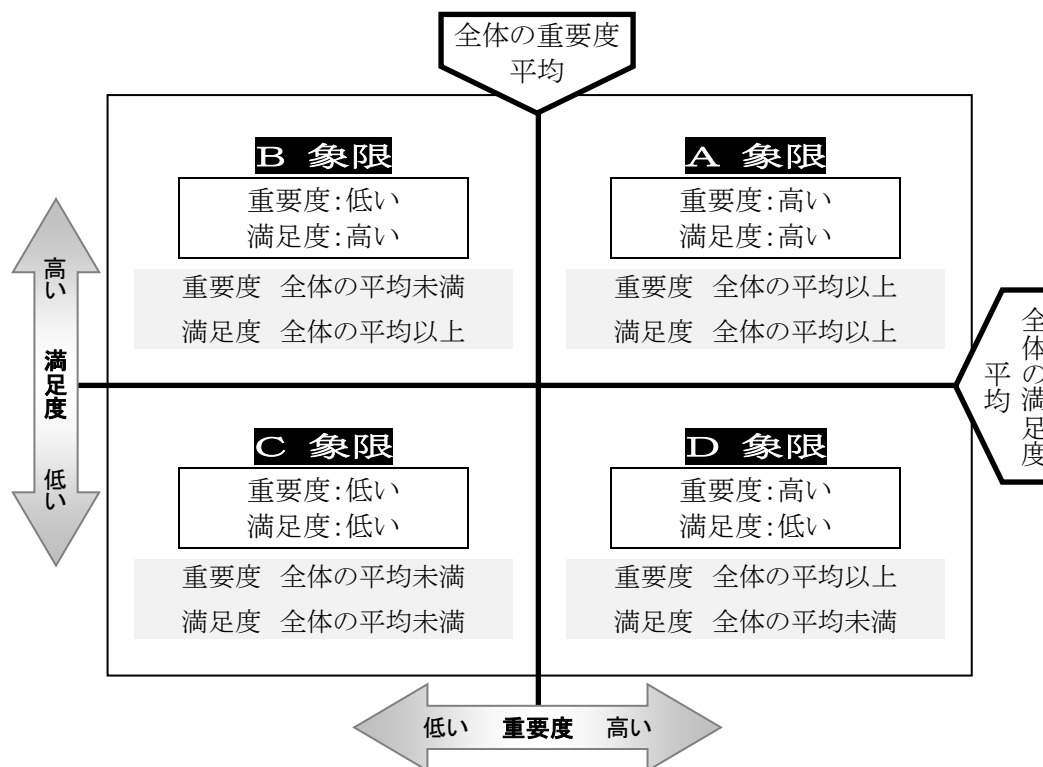 全体の重要度
平均
B 象限
重要度:低い
満足度:高い
重要度 全体の平均未満
満足度 全体の平均以上
A 象限
重要度:高い
満足度:高い
重要度 全体の平均以上
満足度 全体の平均以上
高い 満足度 低い
全体の満足度
平均
C 象限
重要度:低い
満足度:低い
重要度 全体の平均未満
満足度 全体の平均未満
D 象限
重要度:高い
満足度:低い
重要度 全体の平均以上
満足度 全体の平均未満
低い 重要度 高い